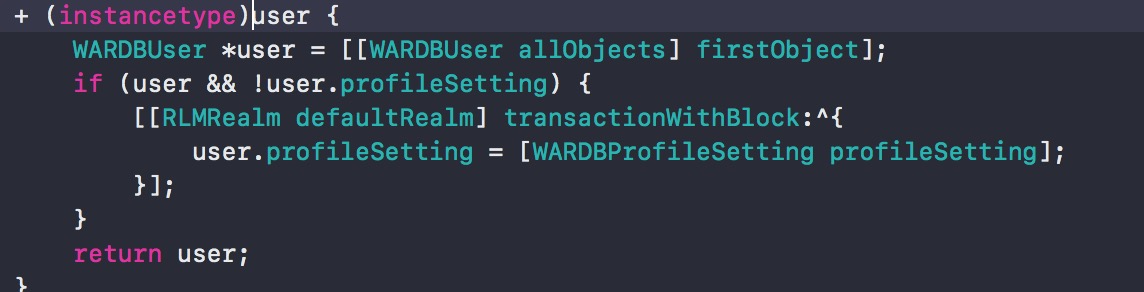 + (instancetype)user {
    WARDBUser *user = [[WARDBUser allObjects] firstObject];
    if (user && !user.profileSetting) {
        [[RLMRealm defaultRealm] transactionWithBlock:^{
            user.profileSetting = [WARDBProfileSetting profileSetting];
        }];
    }
    return user;
}